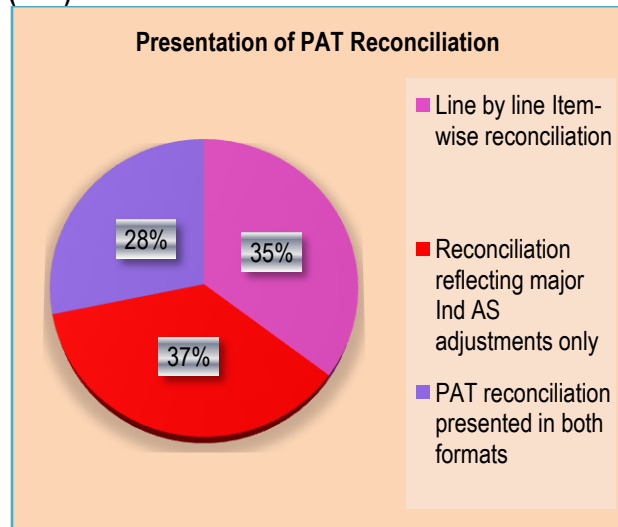 Presentation of PAT Reconciliation
Line by line Item-
wise reconciliation
Reconciliation
reflecting major
Ind AS
adjustments only
PAT reconciliation
presented in both
formats
28%
35%
37%